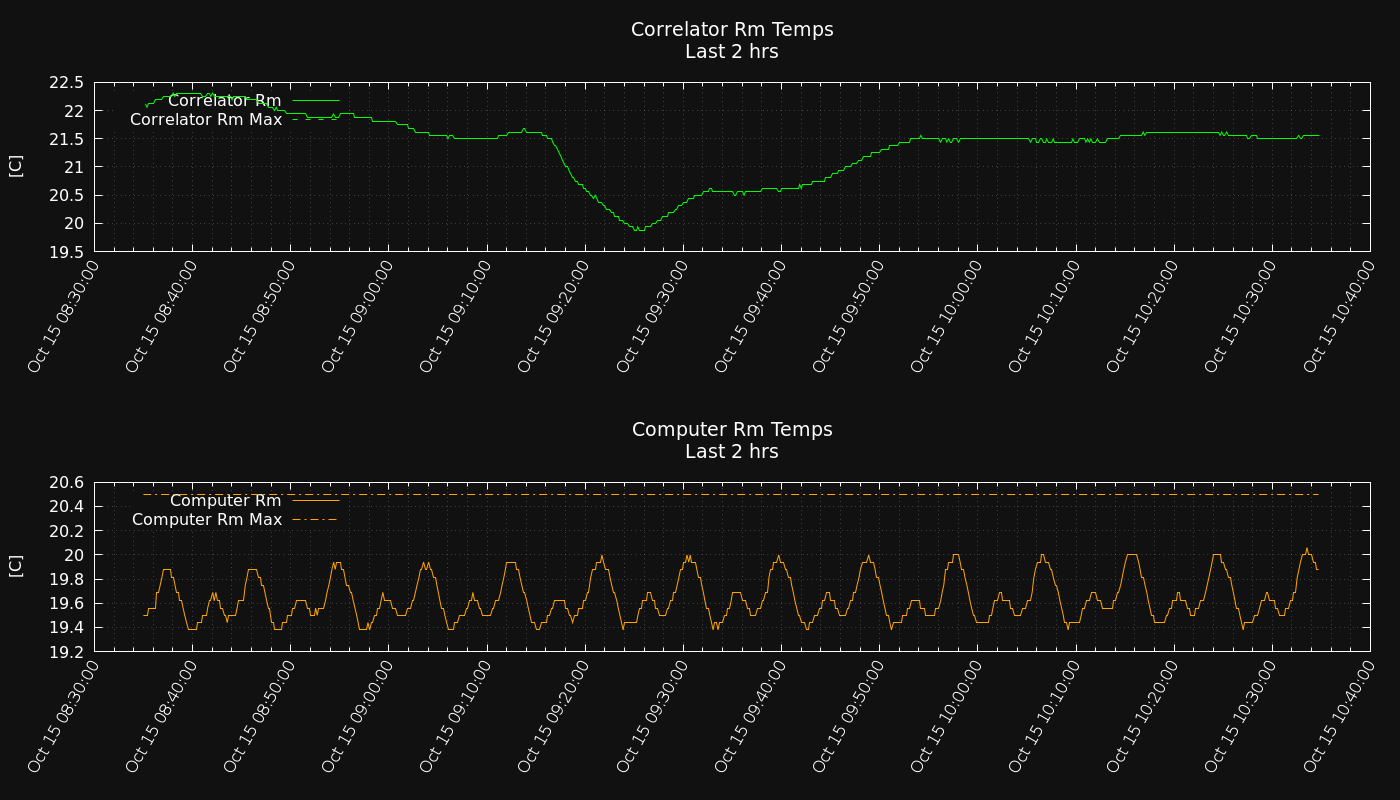 Correlator Rm Temps
Last 2 hrs
[C]
22.5
22
21.5
21
20.5
20
19.5
Correlator Rm
Correlator Rm Max
Oct 15 08:30:00
Oct 15 08:40:00
Oct 15 08:50:00
Oct 15 09:00:00
Oct 15 09:10:00
Oct 15 09:20:00
Oct 15 09:30:00
Oct 15 09:40:00
Oct 15 09:50:00
Oct 15 10:00:00
Oct 15 10:10:00
Oct 15 10:20:00
Oct 15 10:30:00
Oct 15 10:40:00
Computer Rm Temps
Last 2 hrs
[C]
20.6
20.4
20.2
20
19.8
19.6
19.4
19.2
Computer Rm
Computer Rm Max
Oct 15 08:30:00
Oct 15 08:40:00
Oct 15 08:50:00
Oct 15 09:00:00
Oct 15 09:10:00
Oct 15 09:20:00
Oct 15 09:30:00
Oct 15 09:40:00
Oct 15 09:50:00
Oct 15 10:00:00
Oct 15 10:10:00
Oct 15 10:20:00
Oct 15 10:30:00
Oct 15 10:40:00